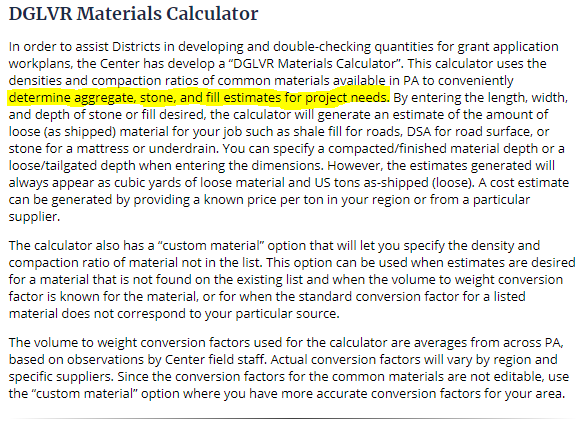 DGLVR Materials Calculator
In order to assist Districts in developing and double-checking quantities for grant application
workplans, the Center has develop a “DGLVR Materials Calculator”. This calculator uses the
densities and compaction ratios of common materials available in PA to conveniently
determine aggregate, stone, and fill estimates for project needs. By entering the length, width,
and depth of stone or fill desired, the calculator will generate an estimate of the amount of
loose (as shipped) material for your job such as shale fill for roads, DSA for road surface, or
stone for a mattress or underdrain. You can specify a compacted/finished material depth or a
loose/tailgated depth when entering the dimensions. However, the estimates generated will
always appear as cubic yards of loose material and US tons as-shipped (loose). A cost estimate
can be generated by providing a known price per ton in your region or from a particular
supplier.
The calculator also has a “custom material” option that will let you specify the density and
compaction ratio of material not in the list. This option can be used when estimates are desired
for a material that is not found on the existing list and when the volume to weight conversion
factor is known for the material, or for when the standard conversion factor for a listed
material does not correspond to your particular source.
The volume to weight conversion factors used for the calculator are averages from across PA,
based on observations by Center field staff. Actual conversion factors will vary by region and
specific suppliers. Since the conversion factors for the common materials are not editable, use
the “custom material” option where you have more accurate conversion factors for your area.